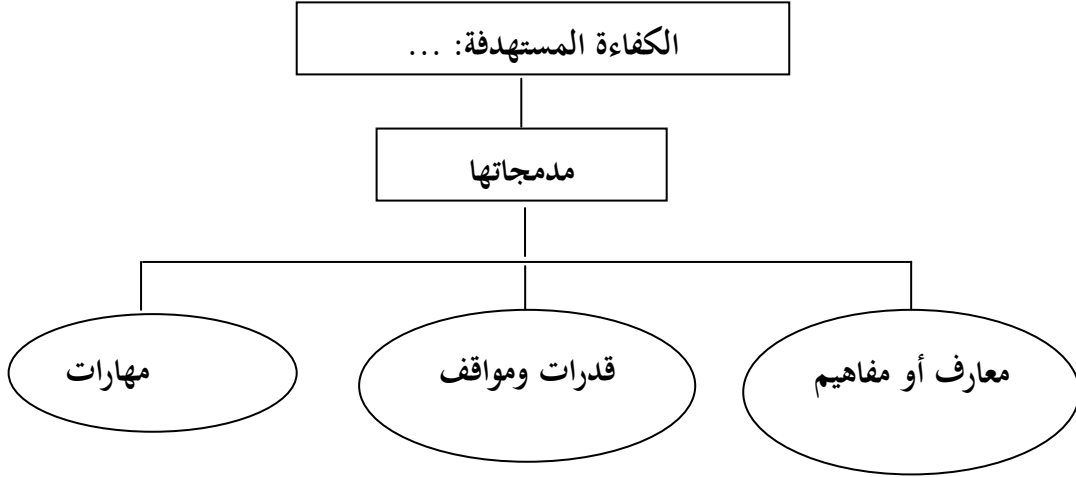 الكفاءة المستهدفة: ...
مدمجاتها
معارف أو مفاهيم
قدرات ومواقف
مهارات